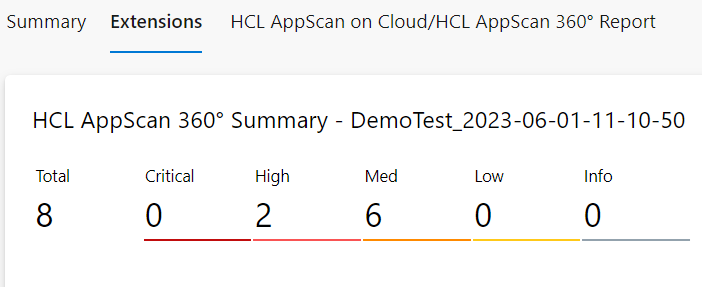 Summary Extensions HCL AppScan on Cloud/HCL AppScan 360° Report
HCL AppScan 360° Summary - DemoTest_2023-06-01-11-10-50
Total Critical High Med Low Info
8 0 2 6 0 0